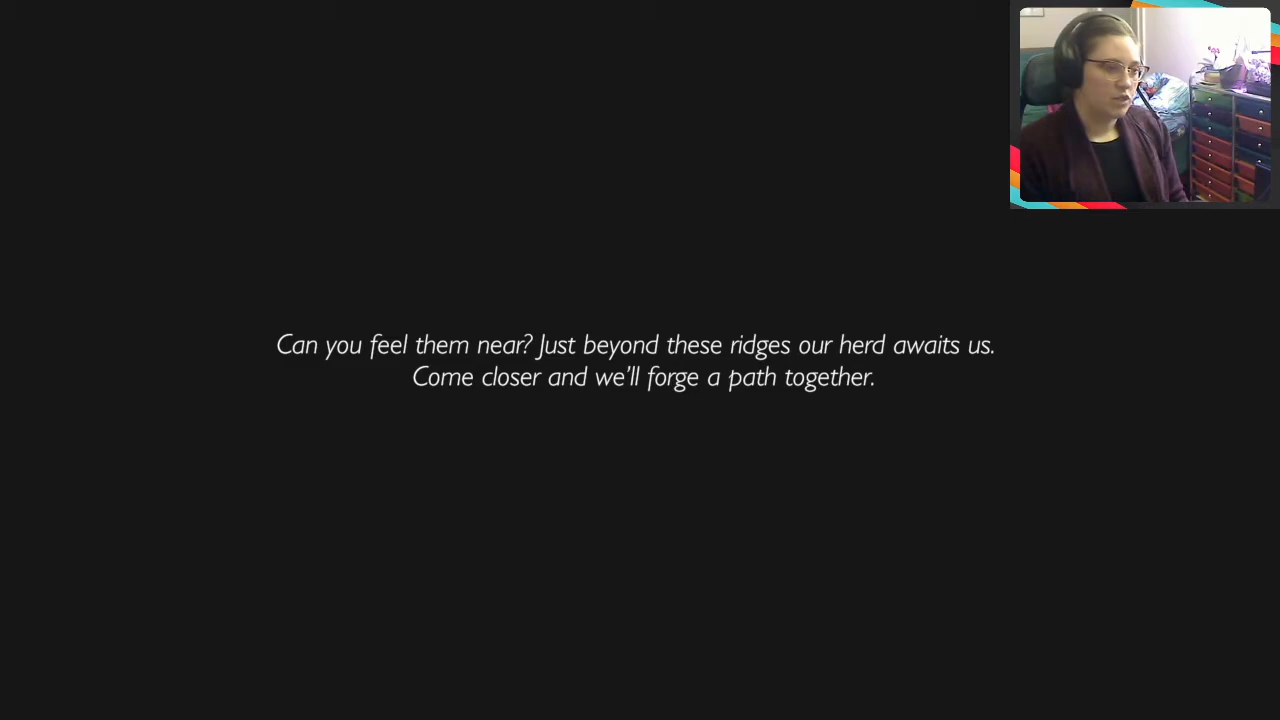 Can you feel them near? Just beyond these ridges our herd awaits us.
Come closer and we'll forge a path together.